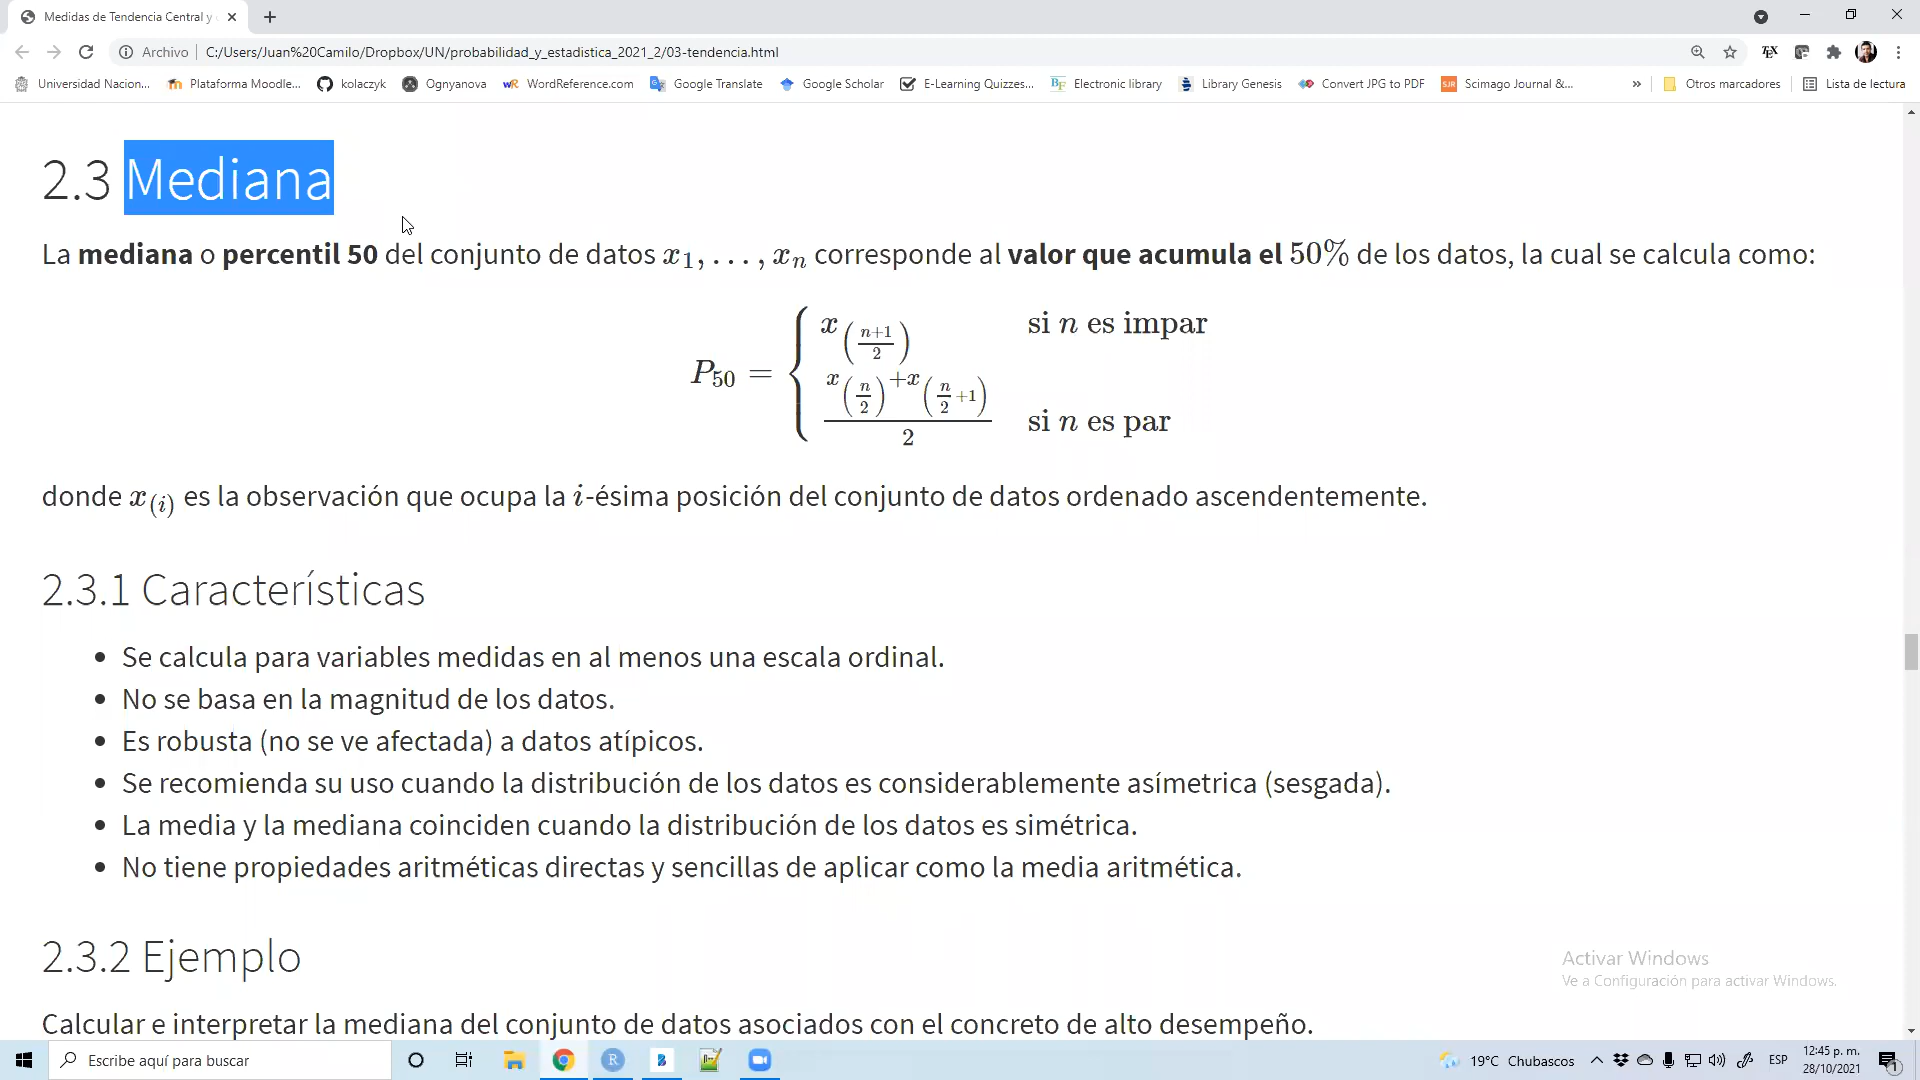 Medidas de Tendencia Central y
Archivo C:/Users/Juan%20Camilo/Dropbox/UN/probabilidad_y_estadistica_2021_2/03-tendencia.html
Universidad Nacion... Plataforma Moodle... kolaczyk Ognyanova WordReference.com Google Translate Google Scholar E-Learning Quizzes... Electronic library Library Genesis Convert JPG to PDF Scimago Journal &... » Otros marcadores Lista de lectura
2.3 Mediana
La mediana o percentil 50 del conjunto de datos x_1, ..., x_n corresponde al valor que acumula el 50% de los datos, la cual se calcula como:
P_50 = { x_((n+1)/2) si n es impar
(x_(n/2) + x_(n/2 +1))/2 si n es par
donde x_(i) es la observación que ocupa la i-ésima posición del conjunto de datos ordenado ascendentemente.
2.3.1 Características
• Se calcula para variables medidas en al menos una escala ordinal.
• No se basa en la magnitud de los datos.
• Es robusta (no se ve afectada) a datos atípicos.
• Se recomienda su uso cuando la distribución de los datos es considerablemente asímetrica (sesgada).
• La media y la mediana coinciden cuando la distribución de los datos es simétrica.
• No tiene propiedades aritméticas directas y sencillas de aplicar como la media aritmética.
2.3.2 Ejemplo
Activar Windows
Ve a Configuración para activar Windows.
Calcular e interpretar la mediana del conjunto de datos asociados con el concreto de alto desempeño.
Escribe aquí para buscar
19°C Chubascos ESP 12:45 p. m.
28/10/2021